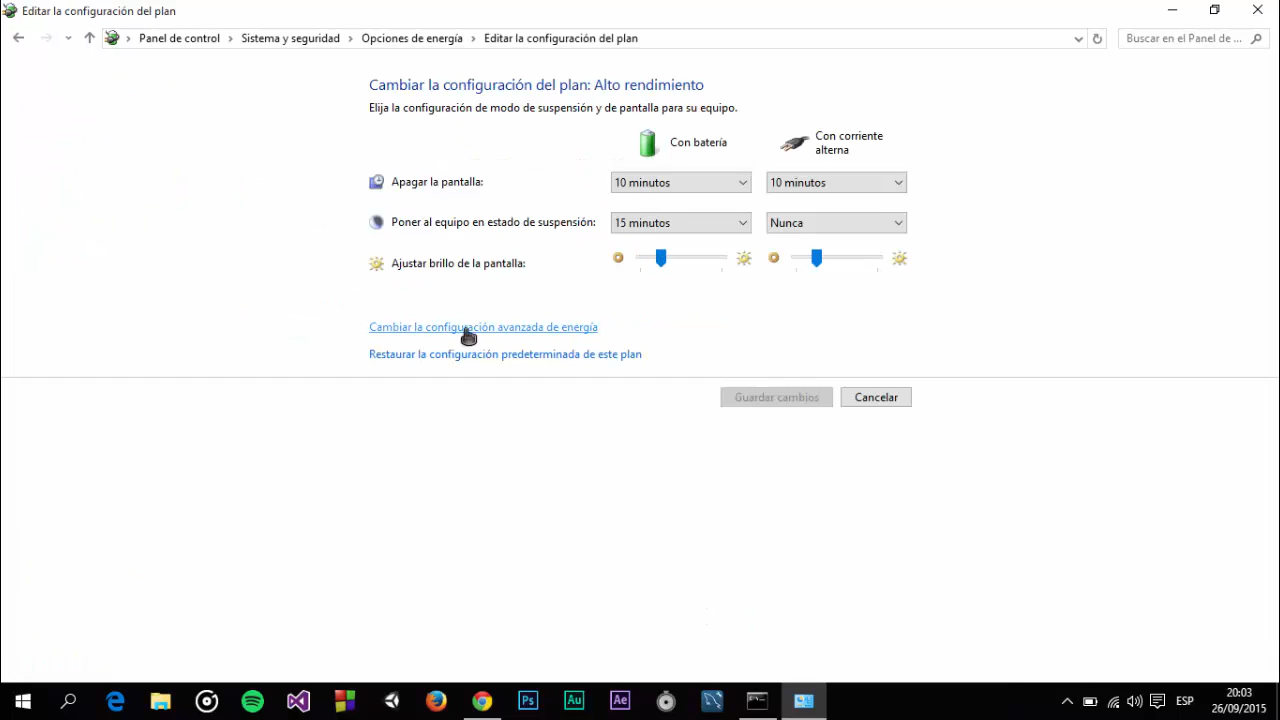 Editar la configuración del plan
Panel de control > Sistema y seguridad > Opciones de energía > Editar la configuración del plan
Buscar en el Panel de ...
Cambiar la configuración del plan: Alto rendimiento
Elija la configuración de modo de suspensión y de pantalla para su equipo.
Con batería
Con corriente
alterna
Apagar la pantalla: 10 minutos 10 minutos
Poner al equipo en estado de suspensión: 15 minutos Nunca
Ajustar brillo de la pantalla:
Cambiar la configuración avanzada de energía
Restaurar la configuración predeterminada de este plan
Guardar cambios Cancelar
Ps Au Ae
ESP
20:03
26/09/2015